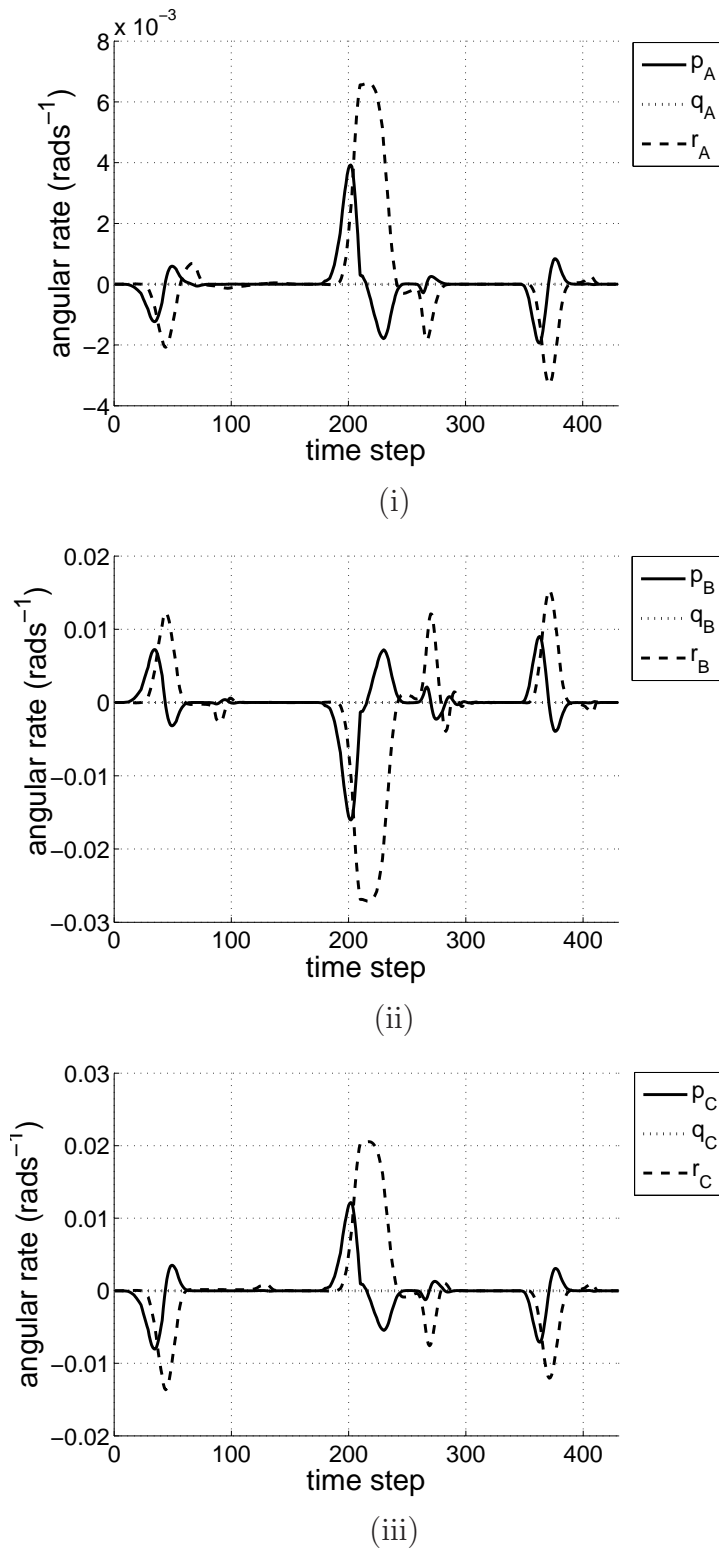 x 10⁻³
8
6
4
2
0
−2
−4
angular rate (rads⁻¹)
0 100 200 300 400
time step
p_A
q_A
r_A
(i)
0.02
0.01
0
−0.01
−0.02
−0.03
angular rate (rads⁻¹)
0 100 200 300 400
time step
p_B
q_B
r_B
(ii)
0.03
0.02
0.01
0
−0.01
−0.02
angular rate (rads⁻¹)
0 100 200 300 400
time step
p_C
q_C
r_C
(iii)